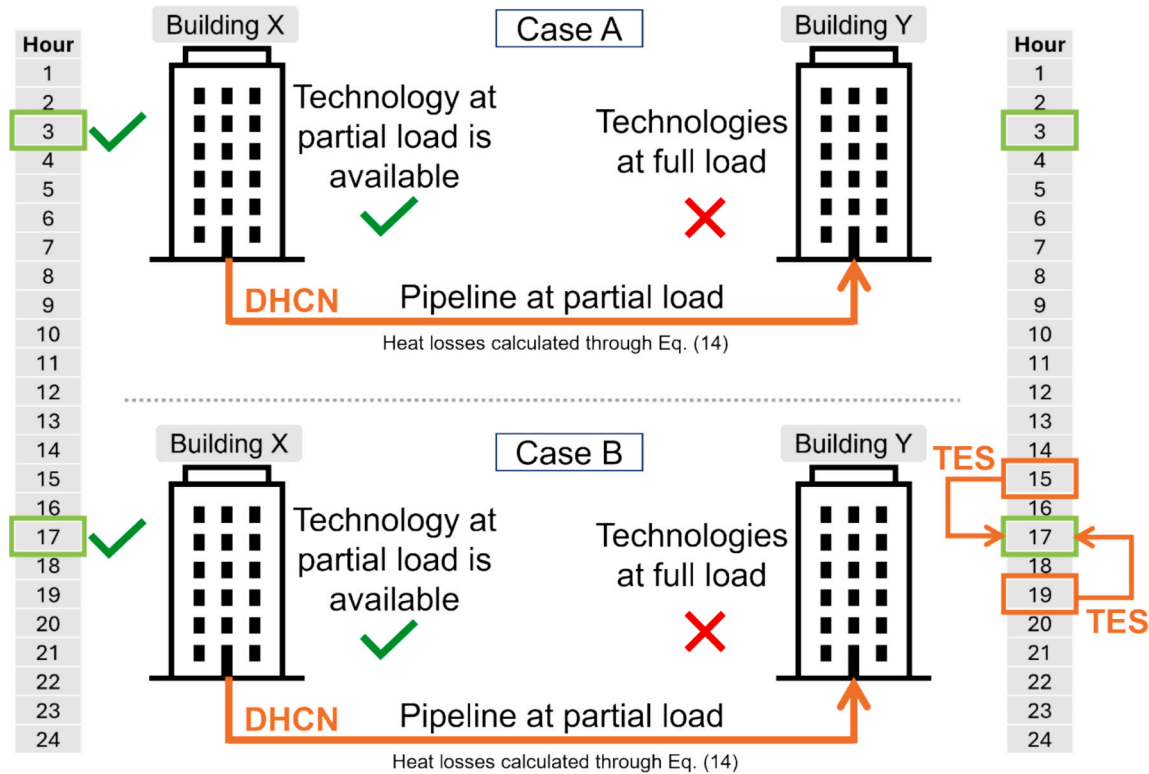 Hour
1
2
3
4
5
6
7
8
9
10
11
12
13
14
15
16
17
18
19
20
21
22
23
24
Building X
Case A
Building Y
Technology at
partial load is
available
Technologies
at full load
DHCN
Pipeline at partial load
Heat losses calculated through Eq. (14)
Building X
Case B
Building Y
Technology at
partial load is
available
Technologies
at full load
DHCN
Pipeline at partial load
Heat losses calculated through Eq. (14)
Hour
1
2
3
4
5
6
7
8
9
10
11
12
13
14
TES
15
16
17
18
19
TES
20
21
22
23
24